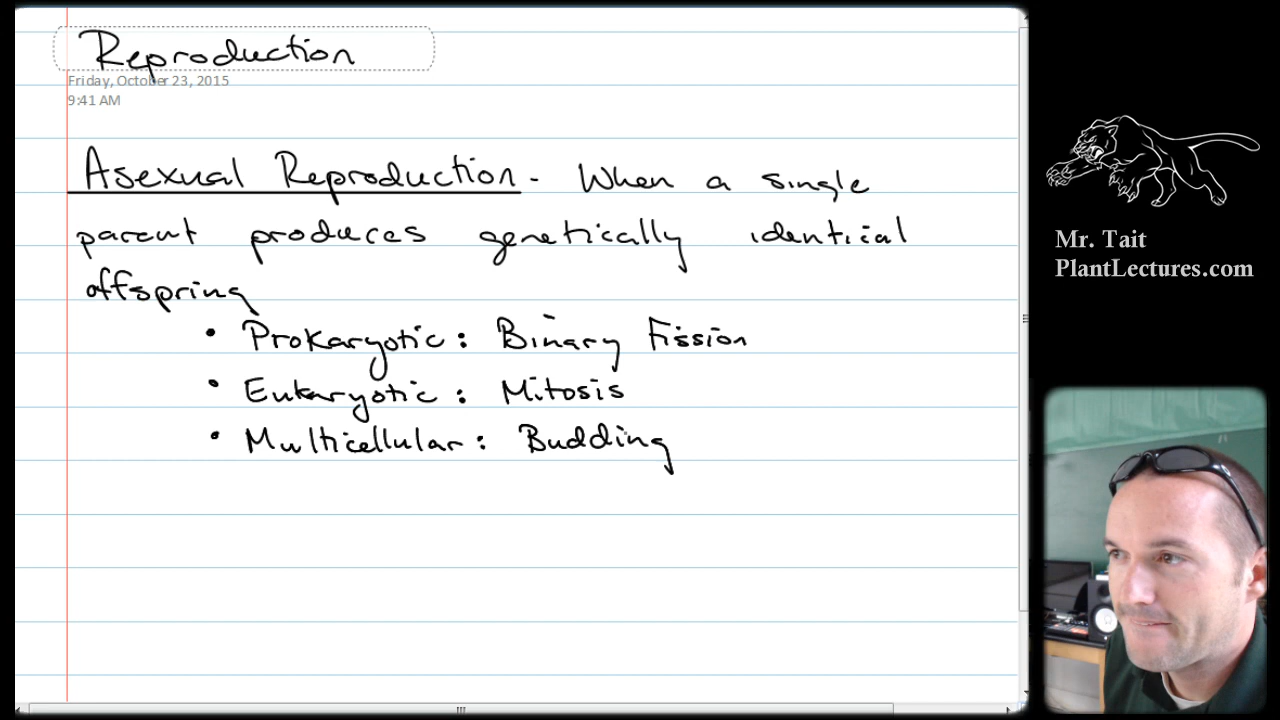 Reproduction
Friday, October 23, 2015
9:41 AM
Asexual Reproduction - When a single
parent produces genetically identical
offspring
• Prokaryotic : Binary Fission
• Eukaryotic : Mitosis
• Multicellular : Budding
Mr. Tait
PlantLectures.com